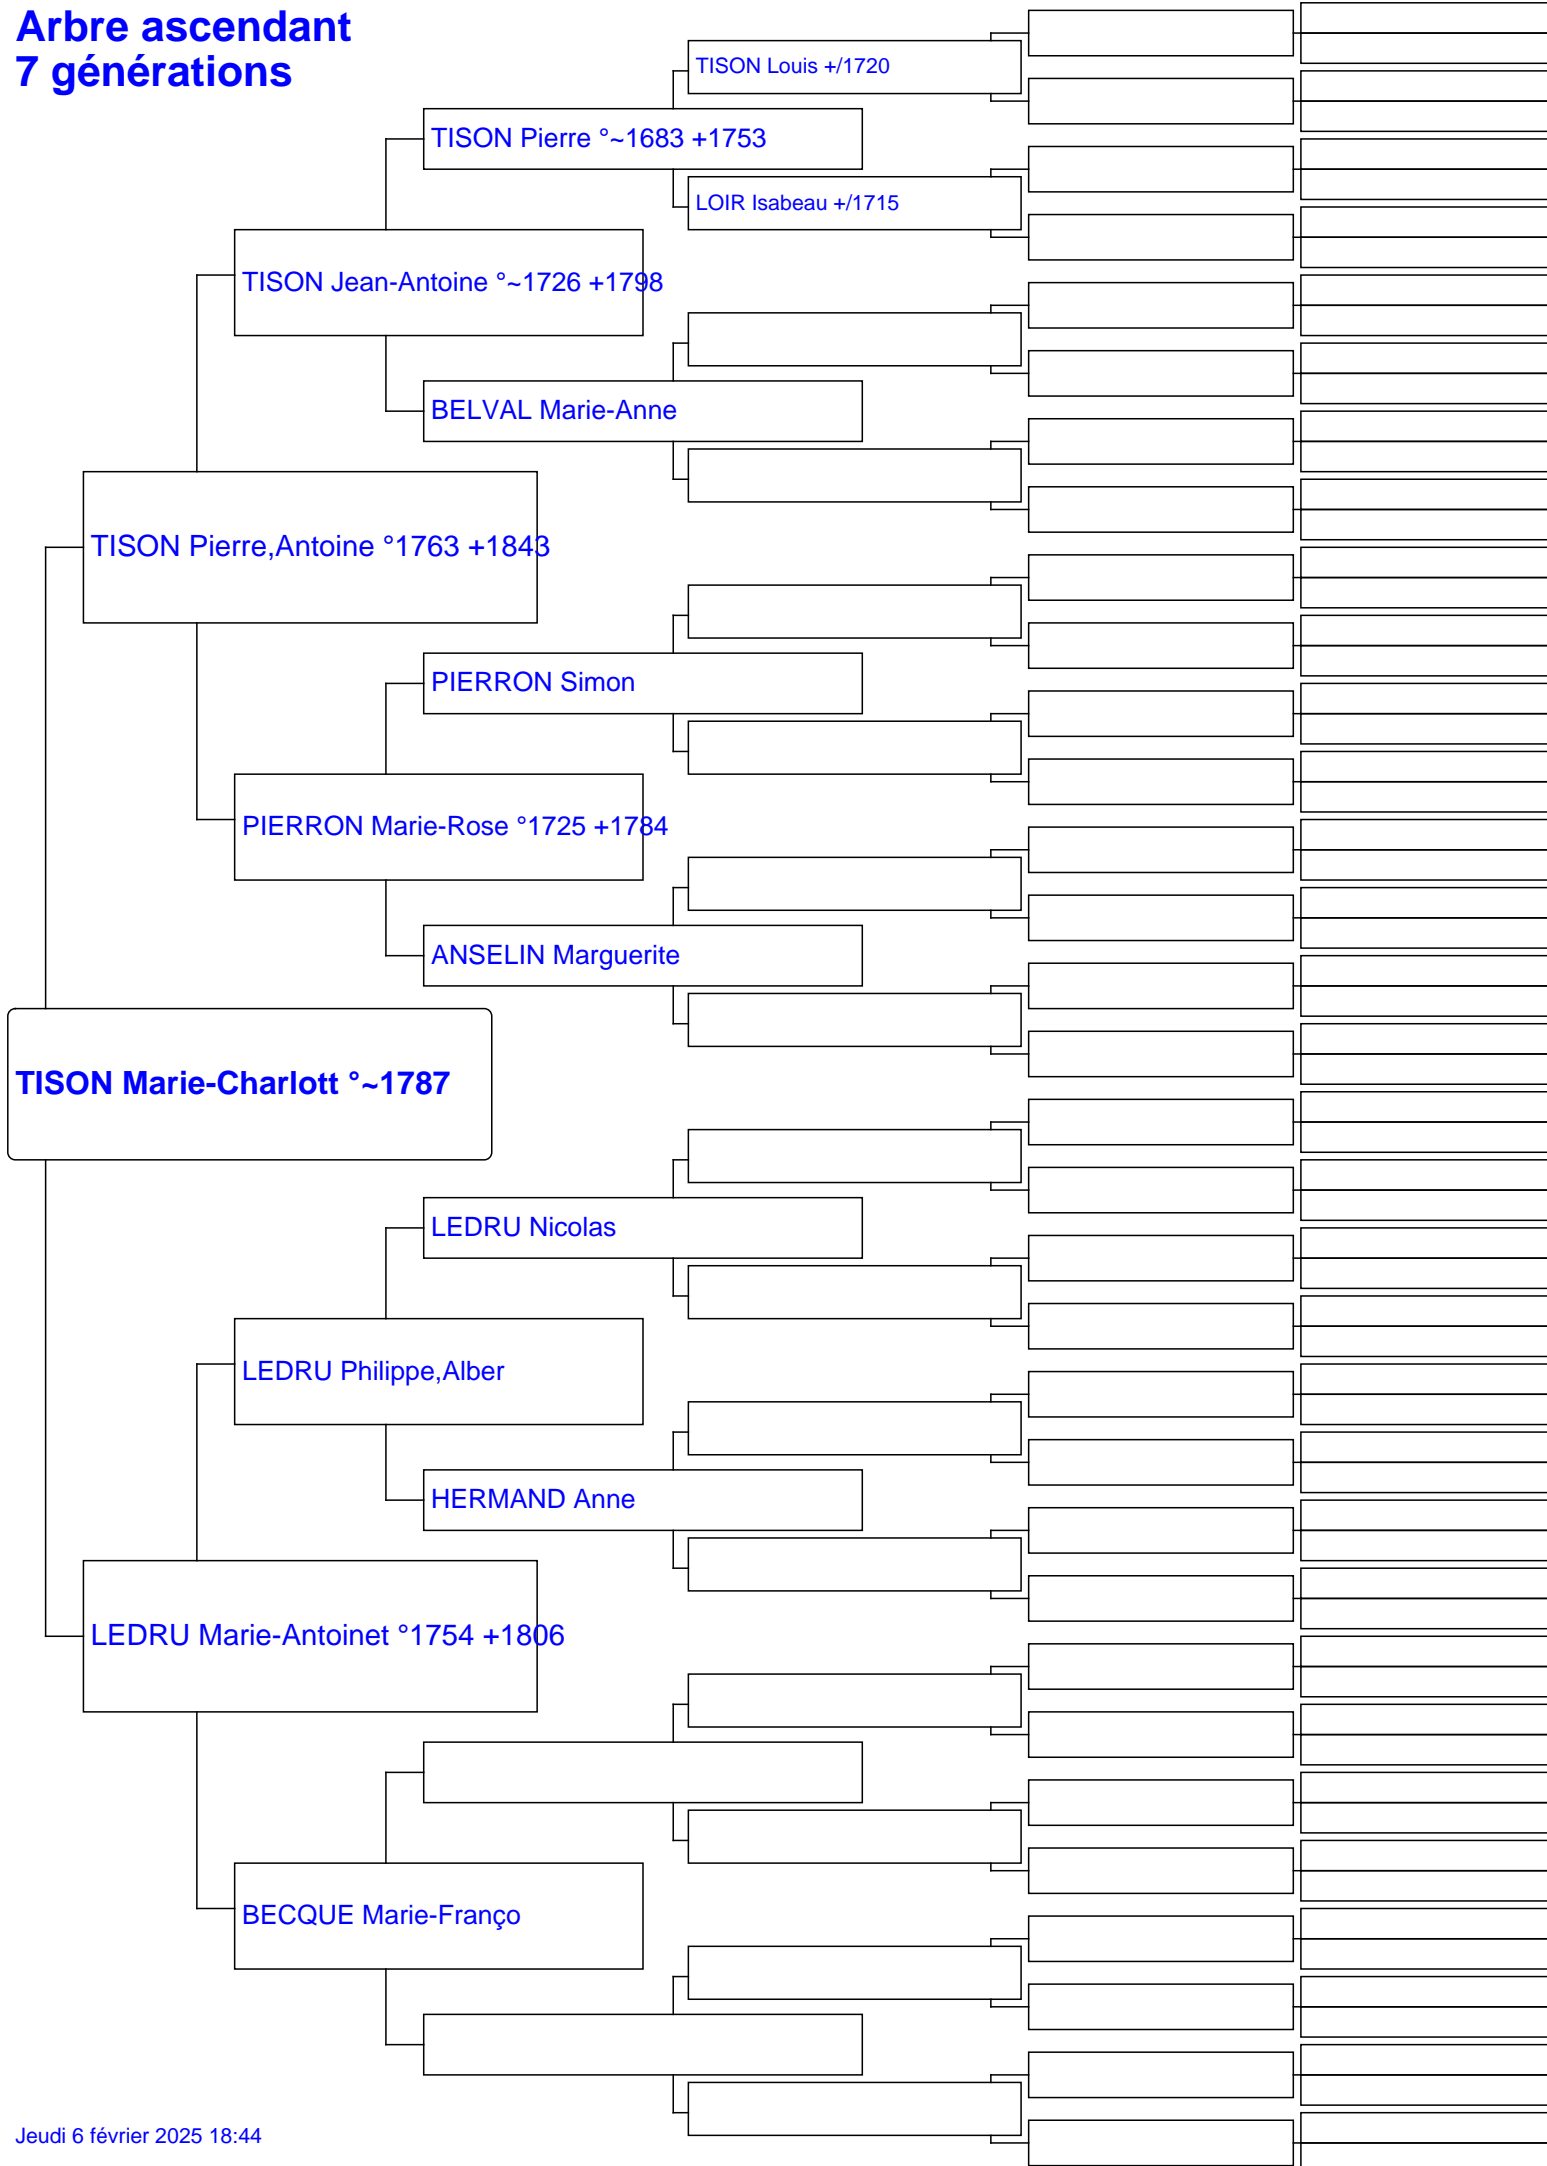 Arbre ascendant
7 générations
TISON Louis +/1720
TISON Pierre °~1683 +1753
LOIR Isabeau +/1715
TISON Jean-Antoine °~1726 +1798
BELVAL Marie-Anne
TISON Pierre,Antoine °1763 +1843
PIERRON Simon
PIERRON Marie-Rose °1725 +1784
ANSELIN Marguerite
TISON Marie-Charlott °~1787
LEDRU Nicolas
LEDRU Philippe,Alber
HERMAND Anne
LEDRU Marie-Antoinet °1754 +1806
BECQUE Marie-Franço
Jeudi 6 février 2025 18:44